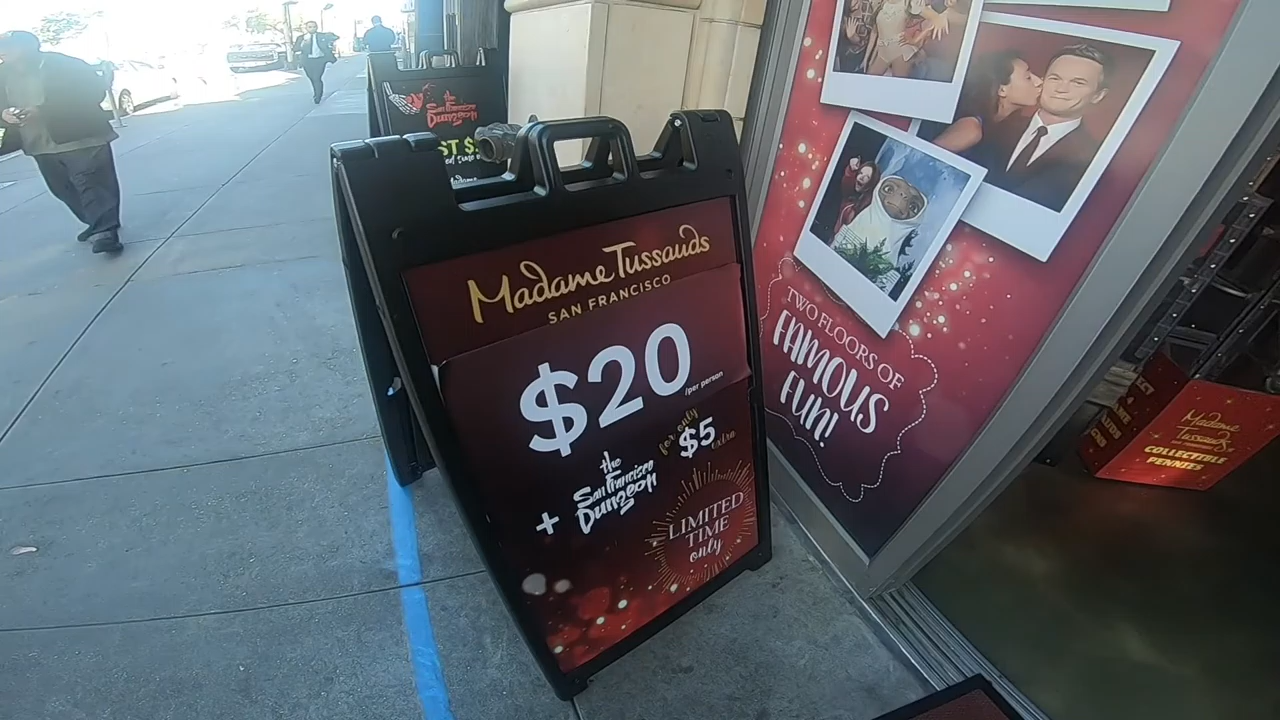 the
San Francisco
Dungeon
Madame Tussauds
SAN FRANCISCO
$20
/per person
for only
$5
extra
+
the
San Francisco
Dungeon
LIMITED
TIME
only
TWO FLOORS OF
FAMOUS
FUN!
Madame
Tussauds
COLLECTIBLE
PENNIES